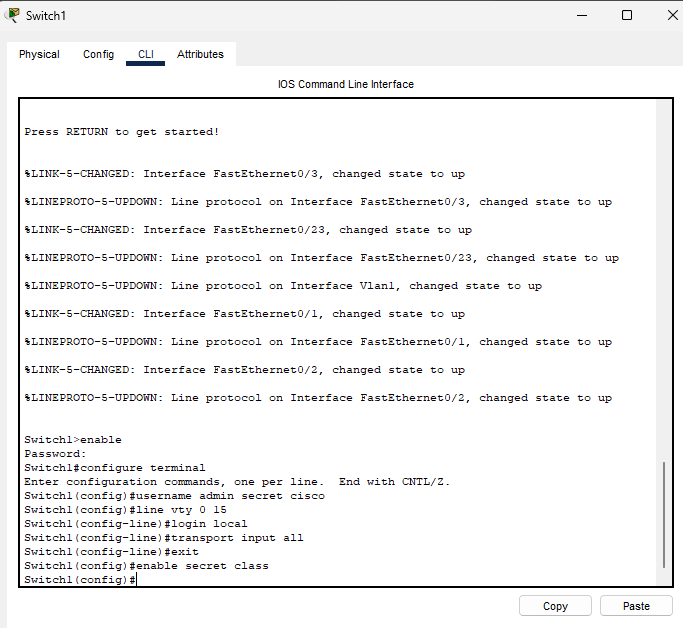 Switch1
Physical Config CLI Attributes
IOS Command Line Interface
Press RETURN to get started!
%LINK-5-CHANGED: Interface FastEthernet0/3, changed state to up
%LINEPROTO-5-UPDOWN: Line protocol on Interface FastEthernet0/3, changed state to up
%LINK-5-CHANGED: Interface FastEthernet0/23, changed state to up
%LINEPROTO-5-UPDOWN: Line protocol on Interface FastEthernet0/23, changed state to up
%LINEPROTO-5-UPDOWN: Line protocol on Interface Vlan1, changed state to up
%LINK-5-CHANGED: Interface FastEthernet0/1, changed state to up
%LINEPROTO-5-UPDOWN: Line protocol on Interface FastEthernet0/1, changed state to up
%LINK-5-CHANGED: Interface FastEthernet0/2, changed state to up
%LINEPROTO-5-UPDOWN: Line protocol on Interface FastEthernet0/2, changed state to up
Switch1>enable
Password:
Switch1#configure terminal
Enter configuration commands, one per line.  End with CNTL/Z.
Switch1(config)#username admin secret cisco
Switch1(config)#line vty 0 15
Switch1(config-line)#login local
Switch1(config-line)#transport input all
Switch1(config-line)#exit
Switch1(config)#enable secret class
Switch1(config)#
Copy Paste